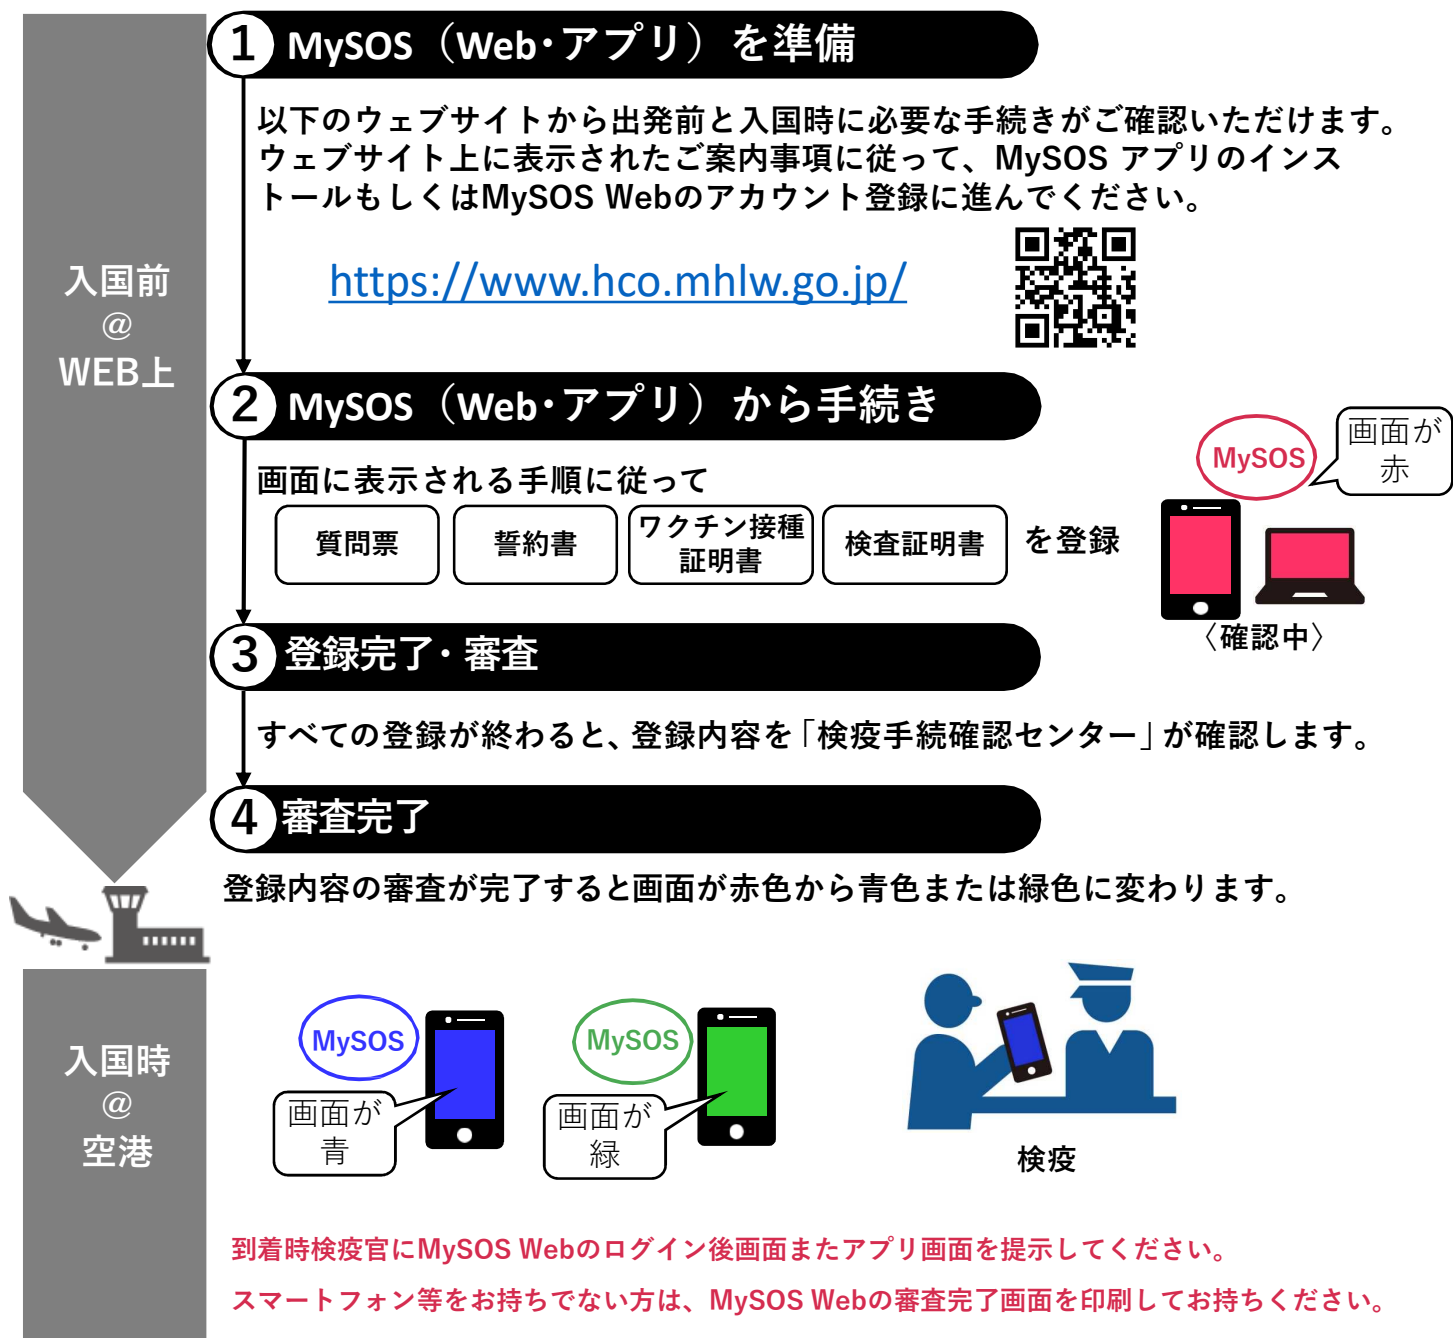 入国前
@
WEB上
1 MySOS（Web・アプリ）を準備
以下のウェブサイトから出発前と入国時に必要な手続きがご確認いただけます。
ウェブサイト上に表示されたご案内事項に従って、MySOS アプリのインス
トールもしくはMySOS Webのアカウント登録に進んでください。
https://www.hco.mhlw.go.jp/
2 MySOS（Web・アプリ）から手続き
画面に表示される手順に従って
質問票
誓約書
ワクチン接種
証明書
検査証明書
を登録
MySOS
画面が
赤
〈確認中〉
3 登録完了・審査
すべての登録が終わると、登録内容を「検疫手続確認センター」が確認します。
4 審査完了
登録内容の審査が完了すると画面が赤色から青色または緑色に変わります。
入国時
@
空港
MySOS
画面が
青
MySOS
画面が
緑
検疫
到着時検疫官にMySOS Webのログイン後画面またアプリ画面を提示してください。
スマートフォン等をお持ちでない方は、MySOS Webの審査完了画面を印刷してお持ちください。